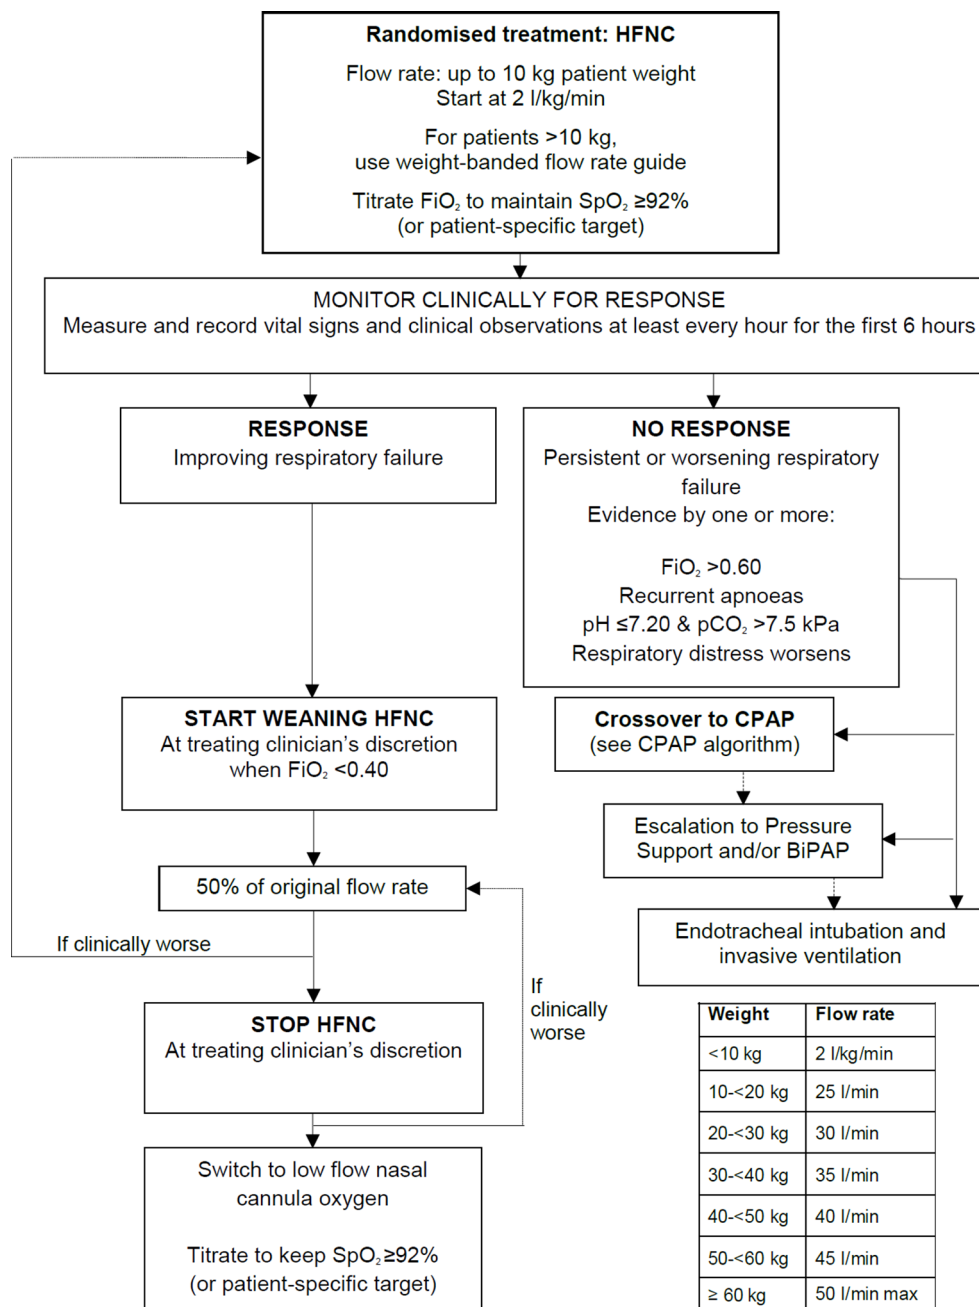 Randomised treatment: HFNC
Flow rate: up to 10 kg patient weight
Start at 2 l/kg/min
For patients >10 kg,
use weight-banded flow rate guide
Titrate FiO₂ to maintain SpO₂ ≥92%
(or patient-specific target)
MONITOR CLINICALLY FOR RESPONSE
Measure and record vital signs and clinical observations at least every hour for the first 6 hours
RESPONSE
Improving respiratory failure
NO RESPONSE
Persistent or worsening respiratory
failure
Evidence by one or more:
FiO₂ >0.60
Recurrent apnoeas
pH ≤7.20 & pCO₂ >7.5 kPa
Respiratory distress worsens
START WEANING HFNC
At treating clinician's discretion
when FiO₂ <0.40
Crossover to CPAP
(see CPAP algorithm)
Escalation to Pressure
Support and/or BiPAP
50% of original flow rate
Endotracheal intubation and
invasive ventilation
If clinically worse
If
clinically
worse
STOP HFNC
At treating clinician's discretion
Switch to low flow nasal
cannula oxygen
Titrate to keep SpO₂ ≥92%
(or patient-specific target)
Weight Flow rate
<10 kg 2 l/kg/min
10-<20 kg 25 l/min
20-<30 kg 30 l/min
30-<40 kg 35 l/min
40-<50 kg 40 l/min
50-<60 kg 45 l/min
≥ 60 kg 50 l/min max